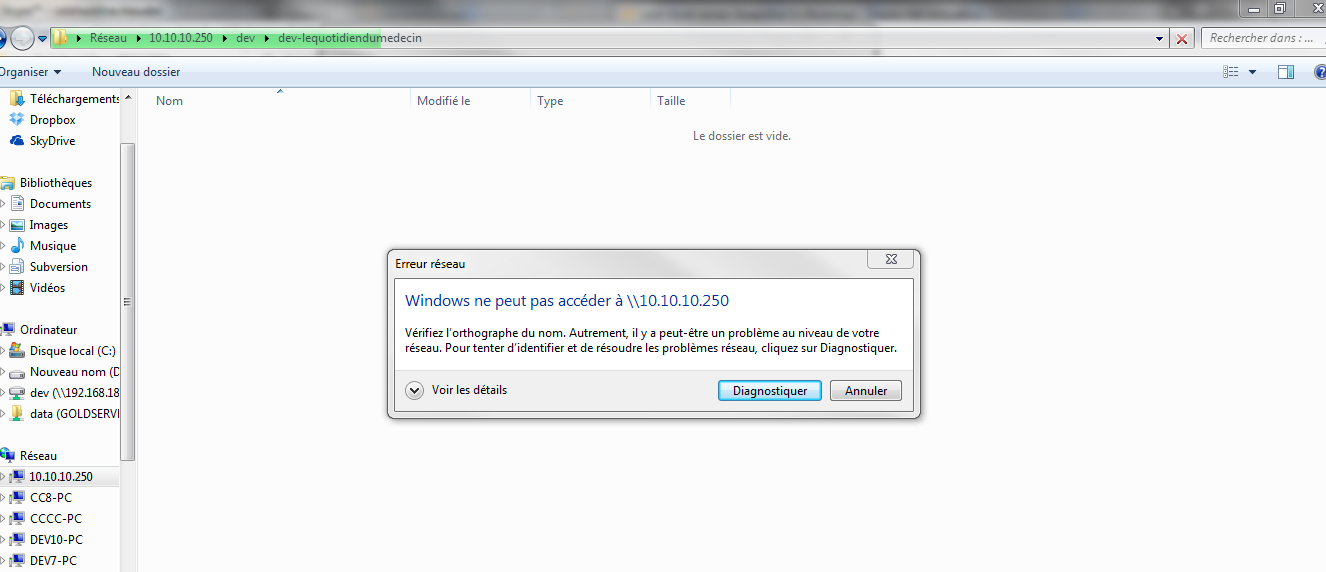 Réseau 10.10.10.250 dev dev-lequotidiendumedecin
Rechercher dans : ...
Organiser Nouveau dossier
Téléchargements
Dropbox
SkyDrive
Bibliothèques
Documents
Images
Musique
Subversion
Vidéos
Ordinateur
Disque local (C:)
Nouveau nom (D
dev (\\192.168.18
data (GOLDSERV
Réseau
10.10.10.250
CC8-PC
CCCC-PC
DEV10-PC
DEV7-PC
Nom Modifié le Type Taille
Le dossier est vide.
Erreur réseau
Windows ne peut pas accéder à \\10.10.10.250
Vérifiez l'orthographe du nom. Autrement, il y a peut-être un problème au niveau de votre
réseau. Pour tenter d'identifier et de résoudre les problèmes réseau, cliquez sur Diagnostiquer.
Voir les détails
Diagnostiquer Annuler